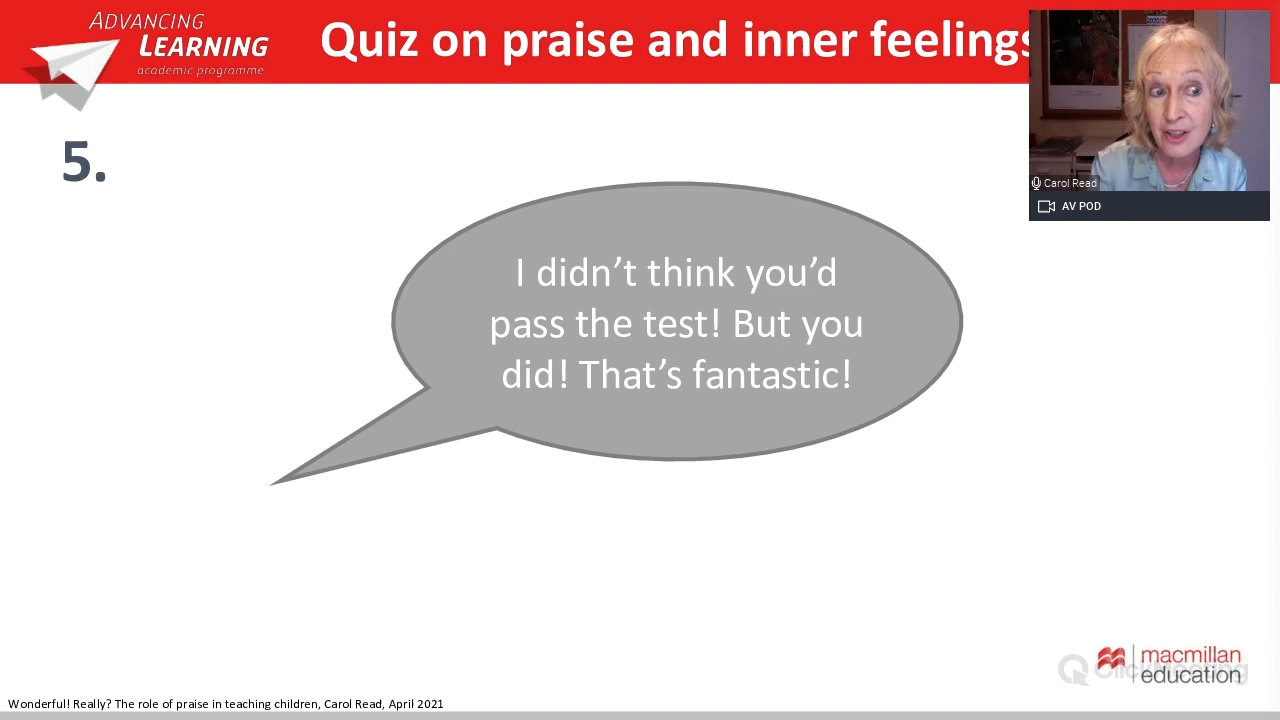 ADVANCING
LEARNING
academic programme
Quiz on praise and inner feelings
5.
I didn’t think you’d
pass the test! But you
did! That’s fantastic!
Carol Read
AV POD
macmillan
education
ClickMeeting
Wonderful! Really? The role of praise in teaching children, Carol Read, April 2021